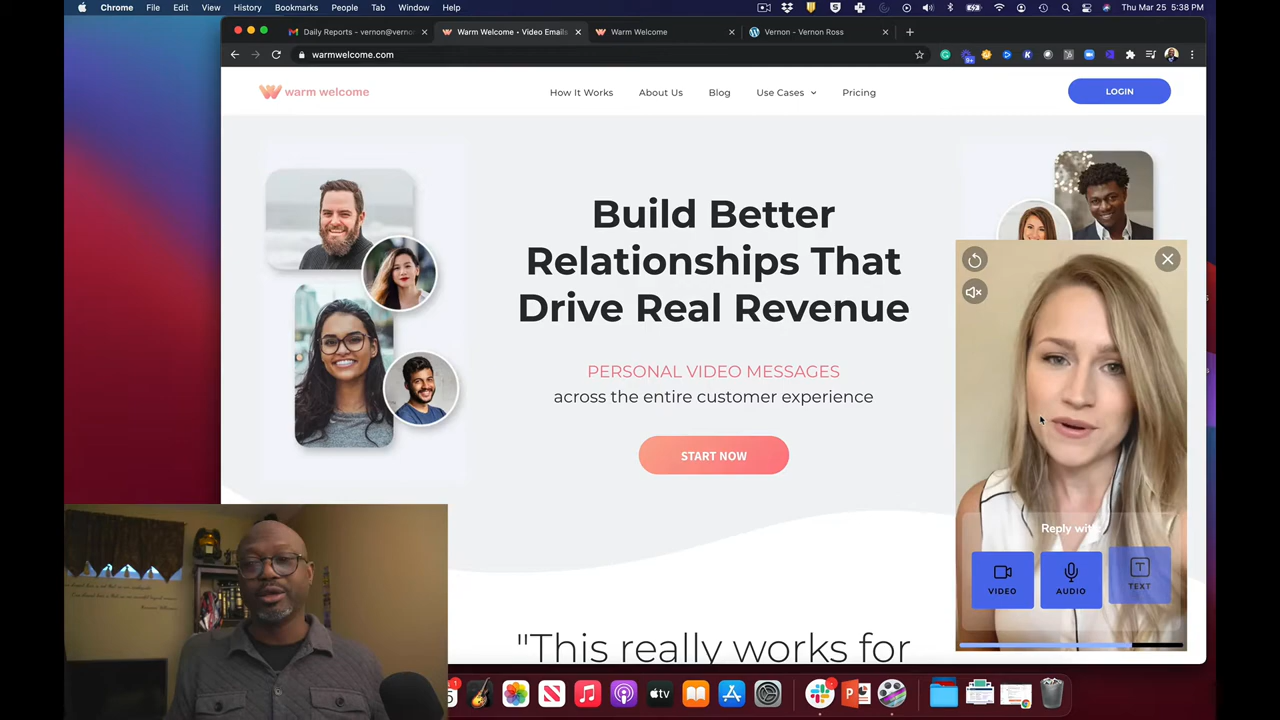 Chrome File Edit View History Bookmarks People Tab Window Help Thu Mar 25 5:38 PM
Daily Reports - vernon@verno
Warm Welcome • Video Emails
Warm Welcome
Vernon - Vernon Ross
warmwelcome.com
9+
warm welcome
How It Works
About Us
Blog
Use Cases
Pricing
LOGIN
Build Better
Relationships That
Drive Real Revenue
PERSONAL VIDEO MESSAGES
across the entire customer experience
START NOW
Reply with
VIDEO
AUDIO
TEXT
"This really works for
tv